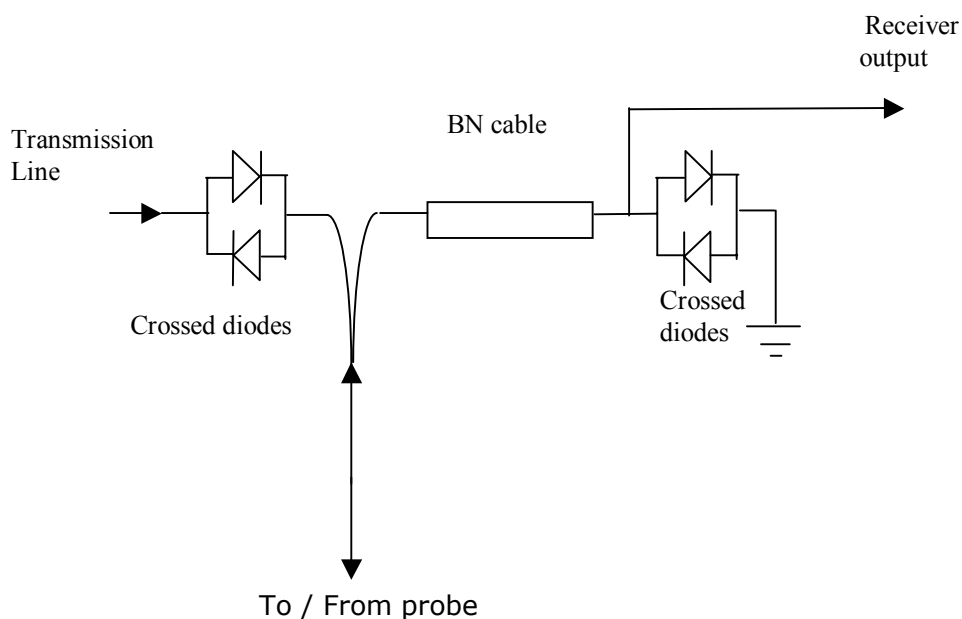 Receiver
output
BN cable
Transmission
Line
Crossed diodes
Crossed
diodes
To / From probe